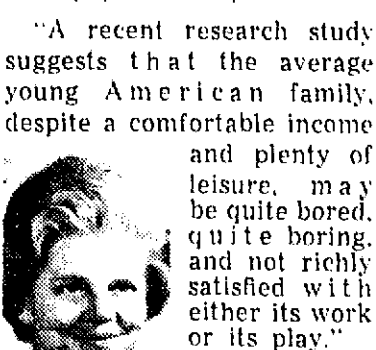 "A recent research study
suggests that the average
young American family,
despite a comfortable income
and plenty of
leisure, may
be quite bored,
quite boring,
and not richly
satisfied with
either its work
or its play."